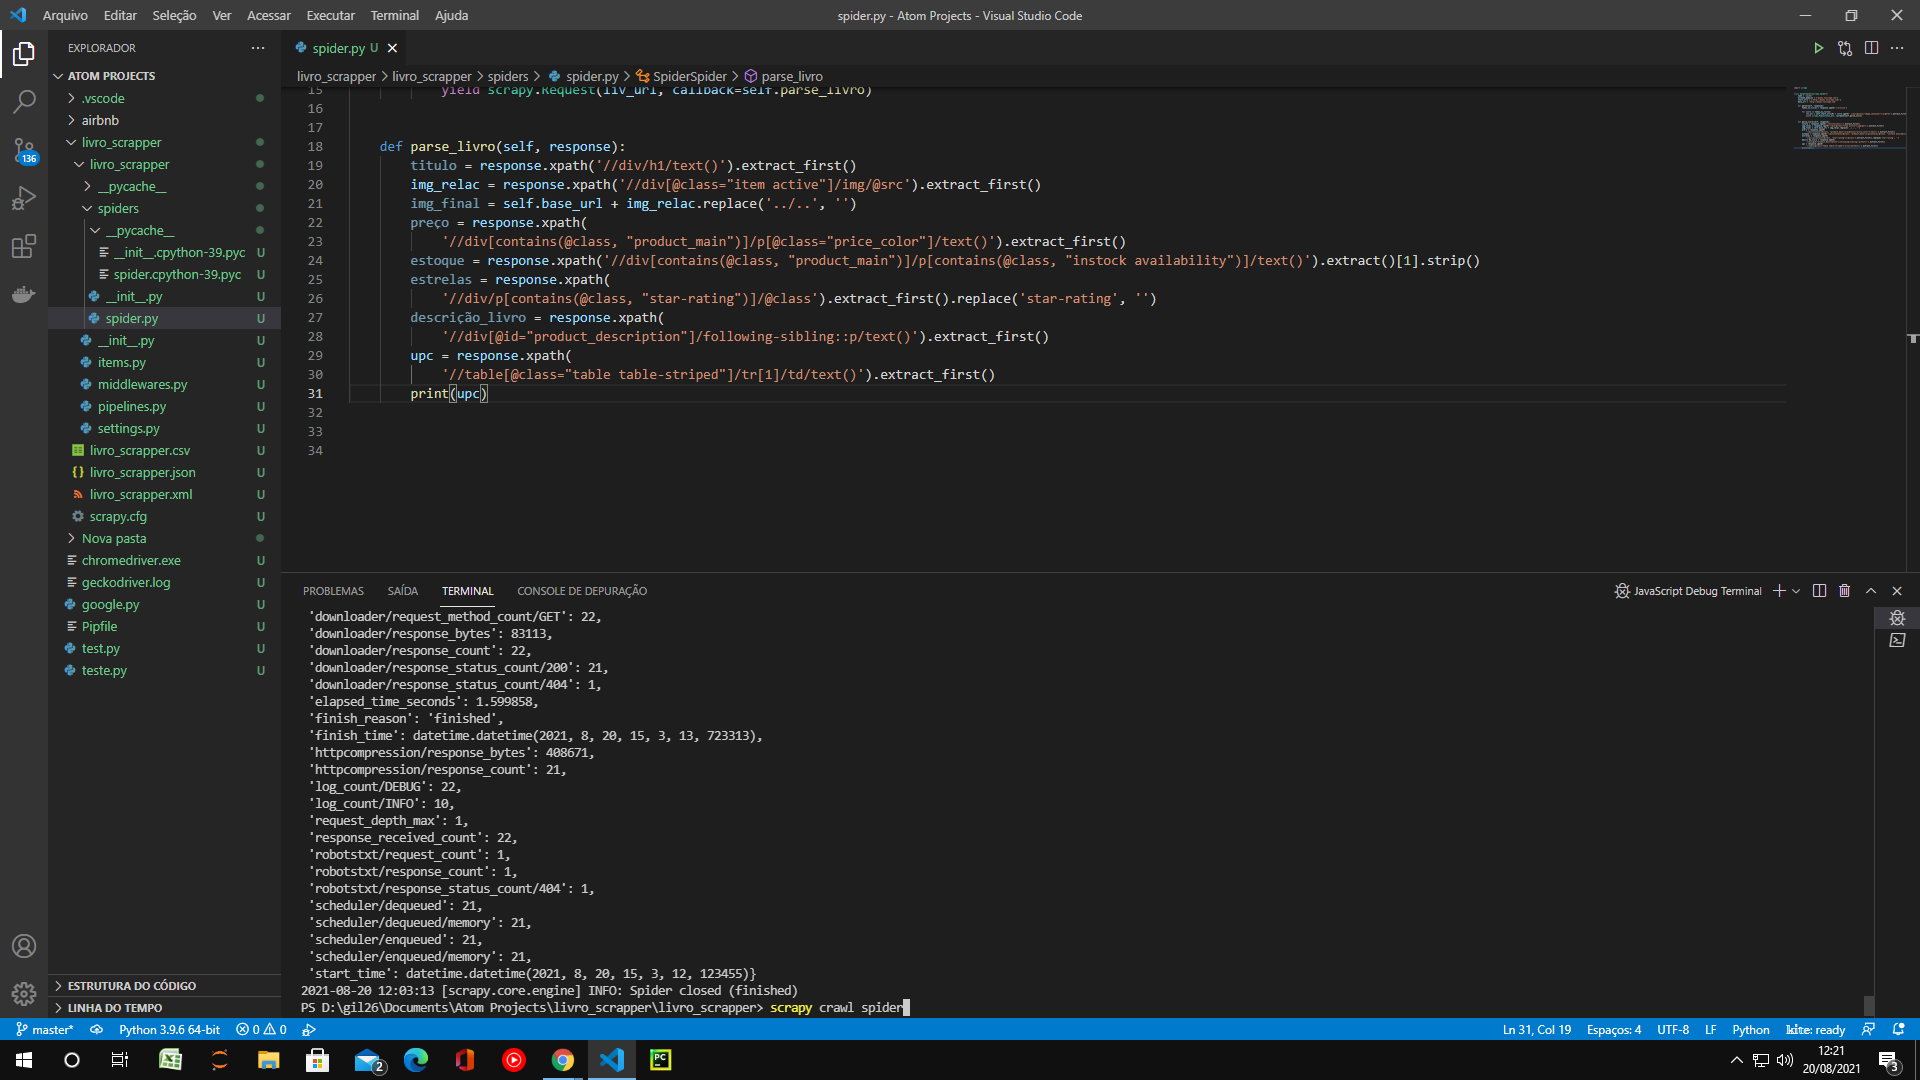 Arquivo Editar Seleção Ver Acessar Executar Terminal Ajuda
spider.py - Atom Projects - Visual Studio Code
EXPLORADOR
spider.py U
ATOM PROJECTS
.vscode
airbnb
livro_scrapper
livro_scrapper
__pycache__
spiders
__pycache__
__init__.cpython-39.pyc U
spider.cpython-39.pyc U
__init__.py U
spider.py U
__init__.py U
items.py U
middlewares.py U
pipelines.py U
settings.py U
livro_scrapper.csv U
livro_scrapper.json U
livro_scrapper.xml U
scrapy.cfg U
Nova pasta
chromedriver.exe U
geckodriver.log U
google.py U
Pipfile U
test.py U
teste.py U
ESTRUTURA DO CÓDIGO
LINHA DO TEMPO
136
livro_scrapper > livro_scrapper > spiders > spider.py > SpiderSpider > parse_livro
15 yield scrapy.Request(liv_url, callback=self.parse_livro)
16
17
18 def parse_livro(self, response):
19 titulo = response.xpath('//div/h1/text()').extract_first()
20 img_relac = response.xpath('//div[@class="item active"]/img/@src').extract_first()
21 img_final = self.base_url + img_relac.replace('../..', '')
22 preço = response.xpath(
23 '//div[contains(@class, "product_main")]/p[@class="price_color"]/text()').extract_first()
24 estoque = response.xpath('//div[contains(@class, "product_main")]/p[contains(@class, "instock availability")]/text()').extract()[1].strip()
25 estrelas = response.xpath(
26 '//div/p[contains(@class, "star-rating")]/@class').extract_first().replace('star-rating', '')
27 descrição_livro = response.xpath(
28 '//div[@id="product_description"]/following-sibling::p/text()').extract_first()
29 upc = response.xpath(
30 '//table[@class="table table-striped"]/tr[1]/td/text()').extract_first()
31 print(upc)
32
33
34
PROBLEMAS SAÍDA TERMINAL CONSOLE DE DEPURAÇÃO
JavaScript Debug Terminal
'downloader/request_method_count/GET': 22,
'downloader/response_bytes': 83113,
'downloader/response_count': 22,
'downloader/response_status_count/200': 21,
'downloader/response_status_count/404': 1,
'elapsed_time_seconds': 1.599858,
'finish_reason': 'finished',
'finish_time': datetime.datetime(2021, 8, 20, 15, 3, 13, 723313),
'httpcompression/response_bytes': 408671,
'httpcompression/response_count': 21,
'log_count/DEBUG': 22,
'log_count/INFO': 10,
'request_depth_max': 1,
'response_received_count': 22,
'robotstxt/request_count': 1,
'robotstxt/response_count': 1,
'robotstxt/response_status_count/404': 1,
'scheduler/dequeued': 21,
'scheduler/dequeued/memory': 21,
'scheduler/enqueued': 21,
'scheduler/enqueued/memory': 21,
'start_time': datetime.datetime(2021, 8, 20, 15, 3, 12, 123455)}
2021-08-20 12:03:13 [scrapy.core.engine] INFO: Spider closed (finished)
PS D:\gil26\Documents\Atom Projects\livro_scrapper\livro_scrapper> scrapy crawl spider
master* Python 3.9.6 64-bit 0 0
Ln 31, Col 19 Espaços: 4 UTF-8 LF Python kite: ready
2
PC
12:21
20/08/2021
3